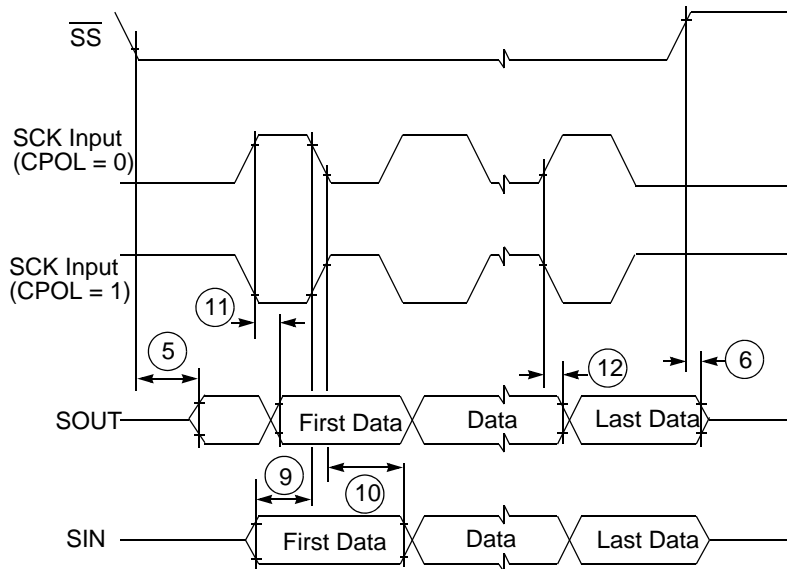 SS
SCK Input
(CPOL = 0)
SCK Input
(CPOL = 1)
11
5
12
6
SOUT
First Data
Data
Last Data
9
10
SIN
First Data
Data
Last Data